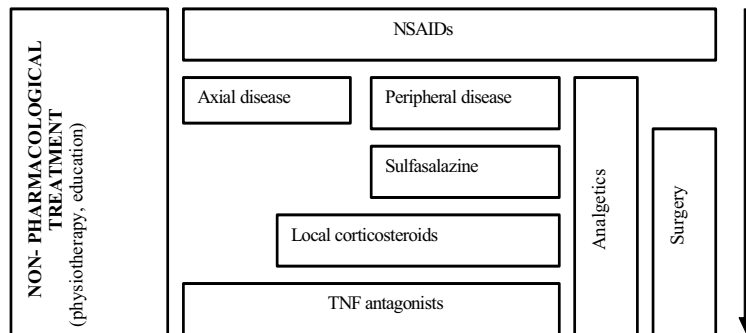 NON- PHARMACOLOGICAL
TREATMENT
(physiotherapy, education)
NSAIDs
Axial disease
Peripheral disease
Sulfasalazine
Local corticosteroids
TNF antagonists
Analgetics
Surgery